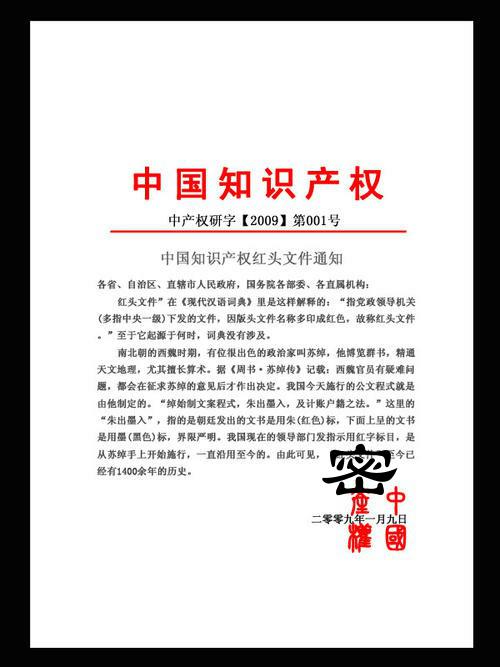 中国知识产权
中产权研字【2009】第001号
中国知识产权红头文件通知
各省、自治区、直辖市人民政府，国务院各部委、各直属机构：
红头文件”在《现代汉语词典》里是这样解释的：“指党政领导机关
(多指中央一级)下发的文件，因版头文件名称多印成红色，故称红头文件
。”至于它起源于何时，词典没有涉及。
南北朝的西魏时期，有位很出色的政治家叫苏绰，他博览群书，精通
天文地理，尤其擅长算术。据《周书·苏绰传》记载：西魏官员有疑难问
题，都会在征求苏绰的意见后才作出决定。我国今天施行的公文程式就是
由他制定的。“绰始制文案程式，朱出墨入，及计账户籍之法。”这里的
“朱出墨入”，指的是朝廷发出的文书是用朱(红色)标，下面上呈的文书
是用墨(黑色)标，界限严明。我国现在的领导部门发指示用红字标目，是
从苏绰手上开始施行，一直沿用至今的。由此可见，头文件至今已
经有1400余年的历史。
密
二零零九年一月九日
中國
產權